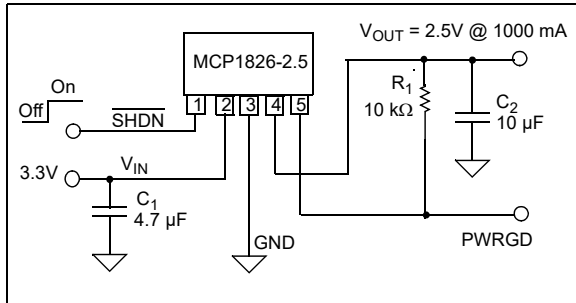 V_OUT = 2.5V @ 1000 mA
MCP1826-2.5
On
Off
1 2 3 4 5
SHDN
R1
10 kΩ
C2
10 µF
3.3V
VIN
C1
4.7 µF
GND
PWRGD